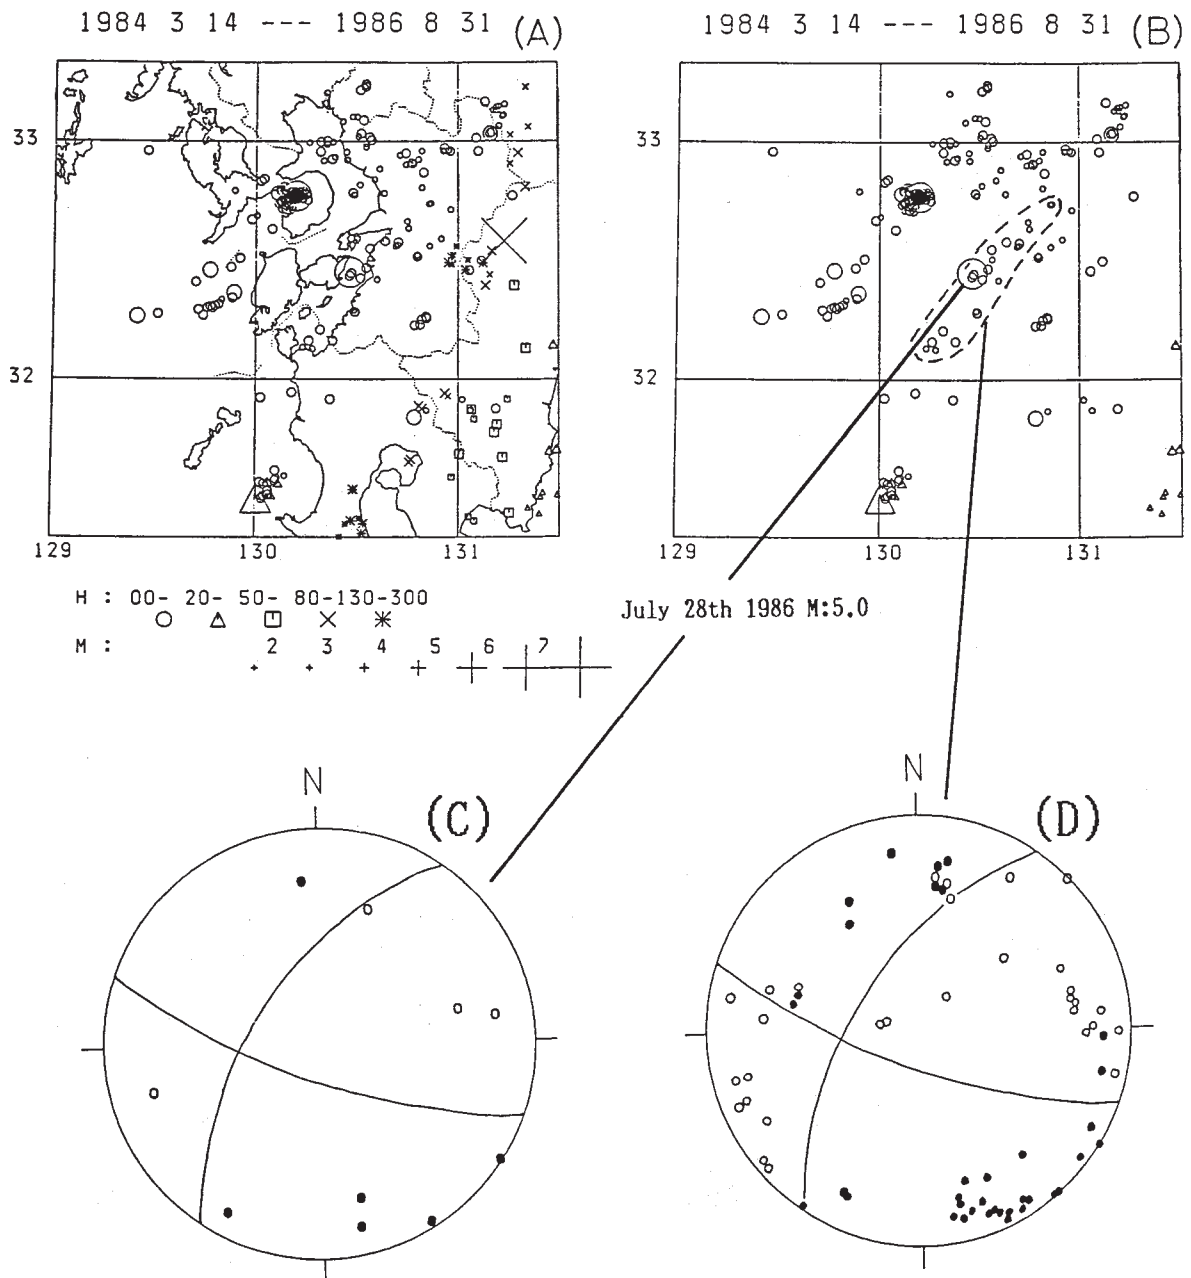 1984 3 14 --- 1986 8 31 (A)
1984 3 14 --- 1986 8 31 (B)
33
32
129 130 131
33
32
129 130 131
H : 00- 20- 50- 80-130-300
M : 2 3 4 5 6 7
July 28th 1986 M:5.0
N
(C)
N
(D)